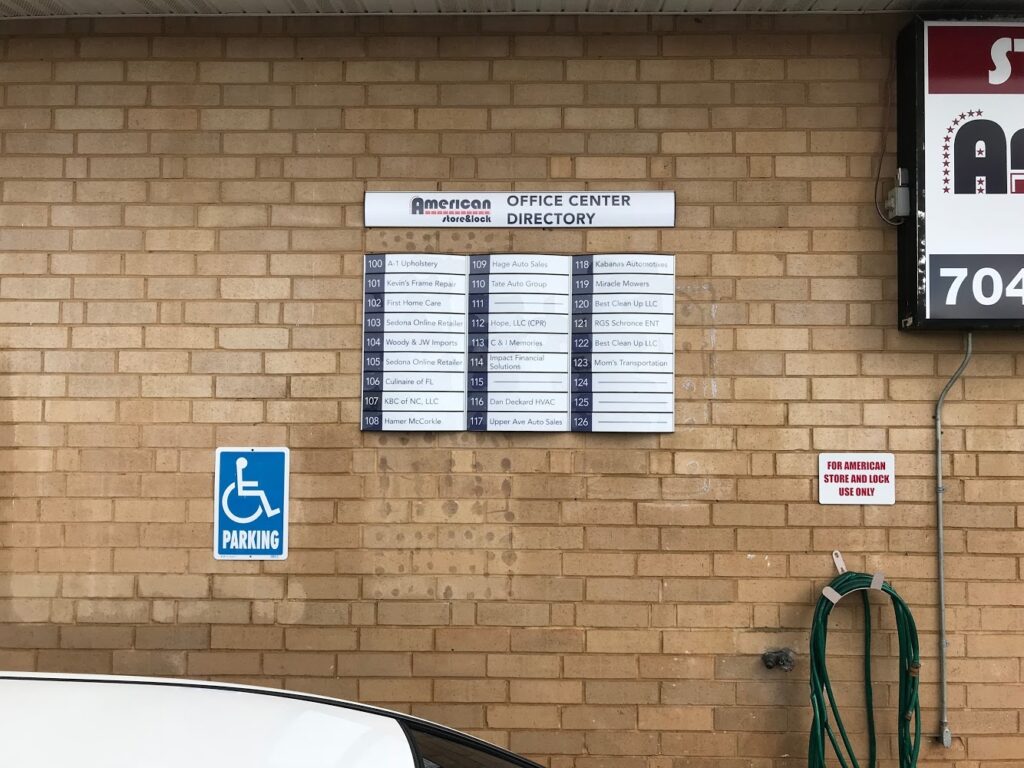 American
store&lock
OFFICE CENTER
DIRECTORY
100 A-1 Upholstery
101 Kevin's Frame Repair
102 First Home Care
103 Sedona Online Retailer
104 Woody & JW Imports
105 Sedona Online Retailer
106 Culinaire of FL
107 KBC of NC, LLC
108 Hamer McCorkle
109 Hage Auto Sales
110 Tate Auto Group
111
112 Hope, LLC (CPR)
113 C & I Memories
114 Impact Financial
Solutions
115
116 Dan Deckard HVAC
117 Upper Ave Auto Sales
118 Kabana's Automotives
119 Miracle Mowers
120 Best Clean Up LLC
121 RGS Schronce ENT
122 Best Clean Up LLC
123 Mom's Transportation
124
125
126
ST
A
704
PARKING
FOR AMERICAN
STORE AND LOCK
USE ONLY